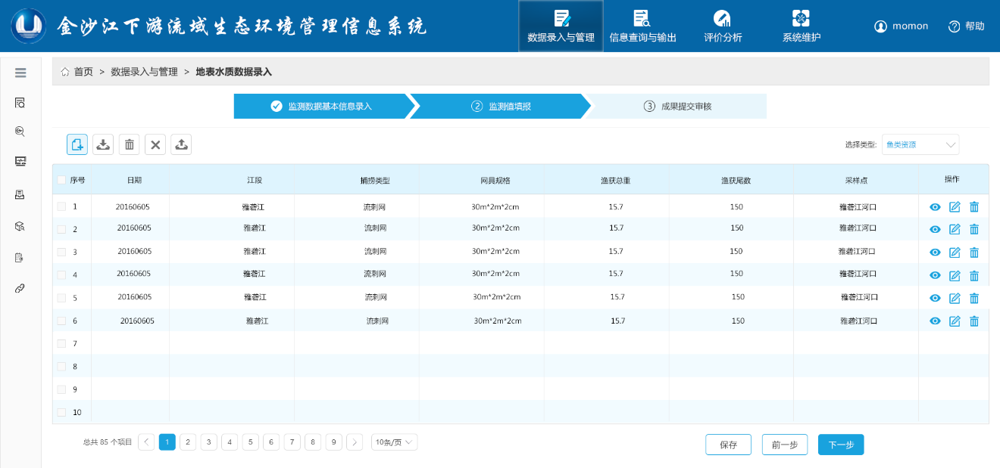 金沙江下游流域生态环境管理信息系统
数据录入与管理 信息查询与输出 评价分析 系统维护 momon 帮助
首页 > 数据录入与管理 > 地表水质数据录入
监测数据基本信息录入 2 监测值填报 3 成果提交审核
选择类型: 鱼类资源
序号 日期 江段 捕捞类型 网具规格 渔获总重 渔获尾数 采样点 操作
1 20160605 雅砻江 流刺网 30m*2m*2cm 15.7 150 雅砻江河口
2 20160605 雅砻江 流刺网 30m*2m*2cm 15.7 150 雅砻江河口
3 20160605 雅砻江 流刺网 30m*2m*2cm 15.7 150 雅砻江河口
4 20160605 雅砻江 流刺网 30m*2m*2cm 15.7 150 雅砻江河口
5 20160605 雅砻江 流刺网 30m*2m*2cm 15.7 150 雅砻江河口
6 20160605 雅砻江 流刺网 30m*2m*2cm 15.7 150 雅砻江河口
7
8
9
10
总共 85 个项目 < 1 2 3 4 5 6 7 8 9 > 10条/页 保存 前一步 下一步